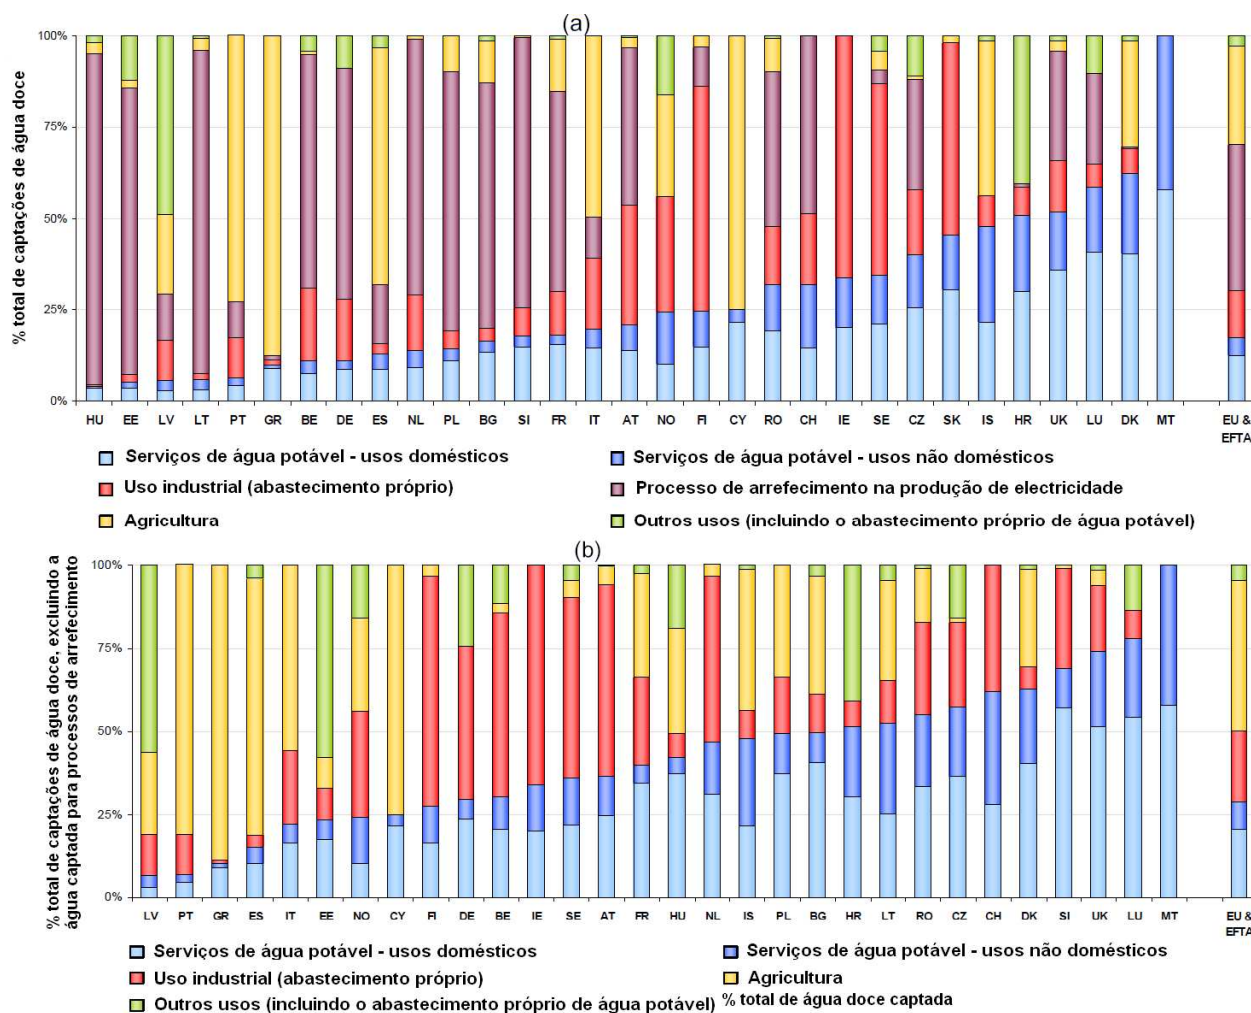 (a)
% total de captações de água doce
100%
75%
50%
25%
0%
HU EE LV LT PT GR BE DE ES NL PL BG SI FR IT AT NO FI CY RO CH IE SE CZ SK IS HR UK LU DK MT EU &
EFTA
Serviços de água potável - usos domésticos Serviços de água potável - usos não domésticos
Uso industrial (abastecimento próprio) Processo de arrefecimento na produção de electricidade
Agricultura Outros usos (incluindo o abastecimento próprio de água potável)
(b)
% total de captações de água doce, excluindo a
água captada para processos de arrefecimento
100%
75%
50%
25%
0%
LV PT GR ES IT EE NO CY FI DE BE IE SE AT FR HU NL IS PL BG HR LT RO CZ CH DK SI UK LU MT EU &
EFTA
Serviços de água potável - usos domésticos Serviços de água potável - usos não domésticos
Uso industrial (abastecimento próprio) Agricultura
Outros usos (incluindo o abastecimento próprio de água potável) % total de água doce captada